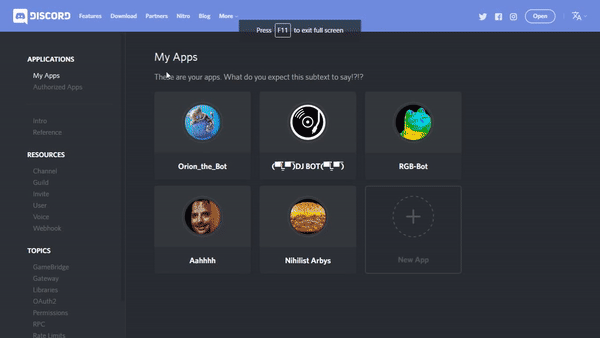 DISCORD Features Download Partners Nitro Blog More Open
Press F11 to exit full screen
APPLICATIONS
My Apps
Authorized Apps
Intro
Reference
RESOURCES
Channel
Guild
Invite
User
Voice
Webhook
TOPICS
GameBridge
Gateway
Libraries
OAuth2
Permissions
RPC
Rate Limits
My Apps
These are your apps. What do you expect this subtext to say!?!?
Orion_the_Bot
DJ BOT
RGB-Bot
Aahhhh
Nihilist Arbys
New App